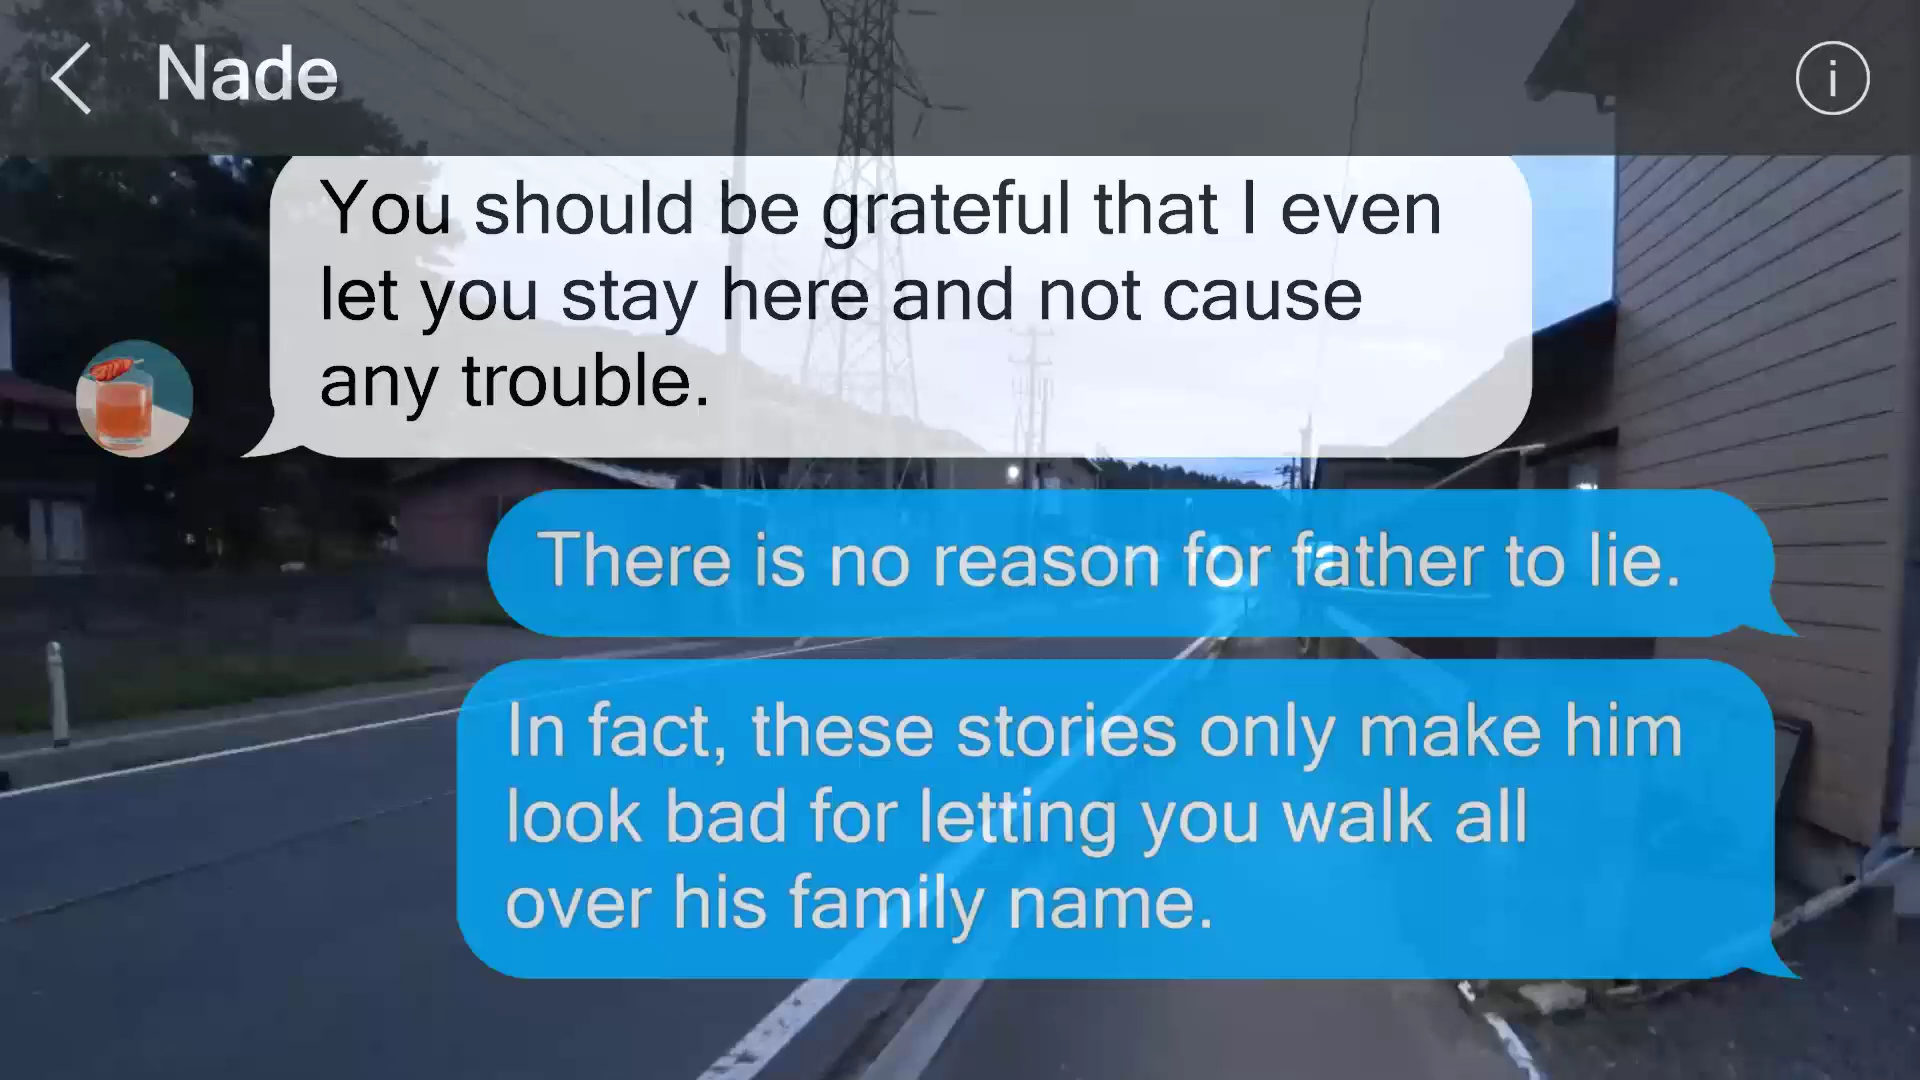 Nade
You should be grateful that I even
let you stay here and not cause
any trouble.
There is no reason for father to lie.
In fact, these stories only make him
look bad for letting you walk all
over his family name.